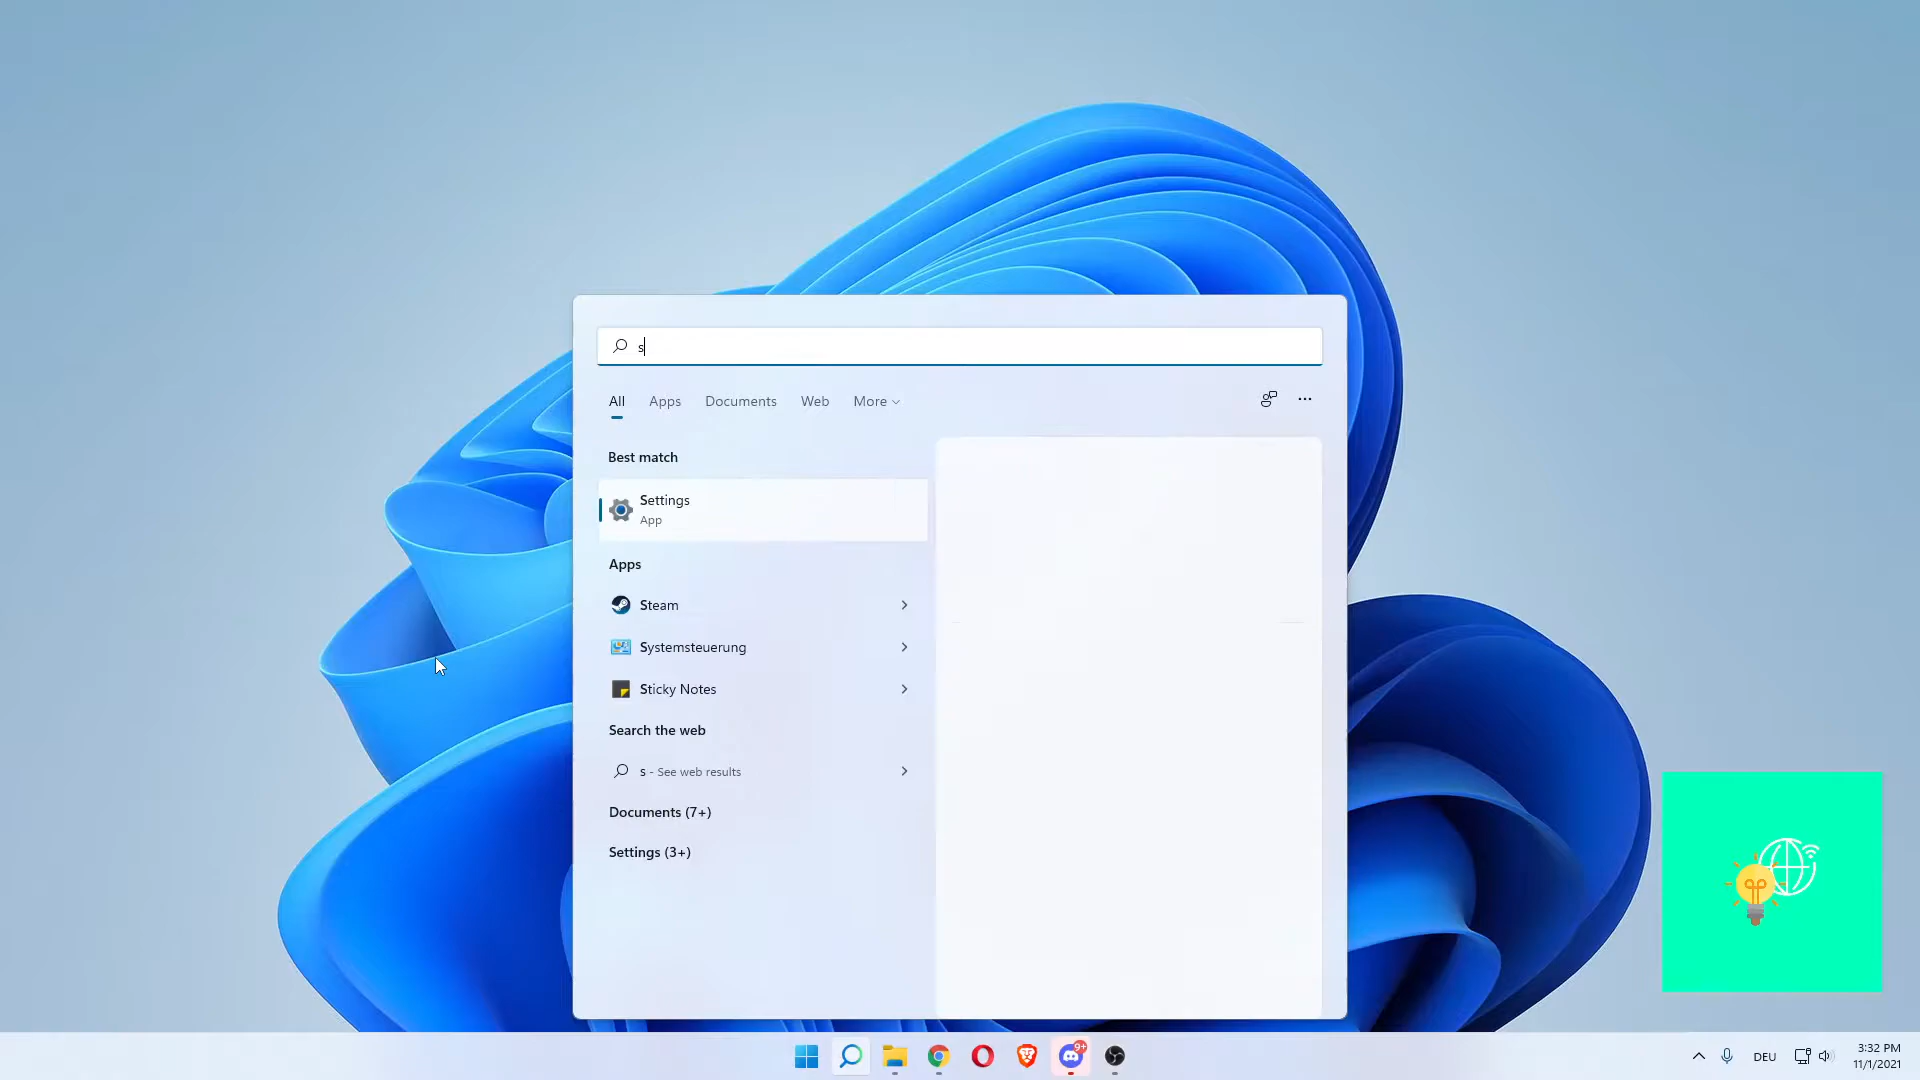 s
All Apps Documents Web More
Best match
Settings
App
Apps
Steam
Systemsteuerung
Sticky Notes
Search the web
s - See web results
Documents (7+)
Settings (3+)
9+
DEU
3:32 PM
11/1/2021